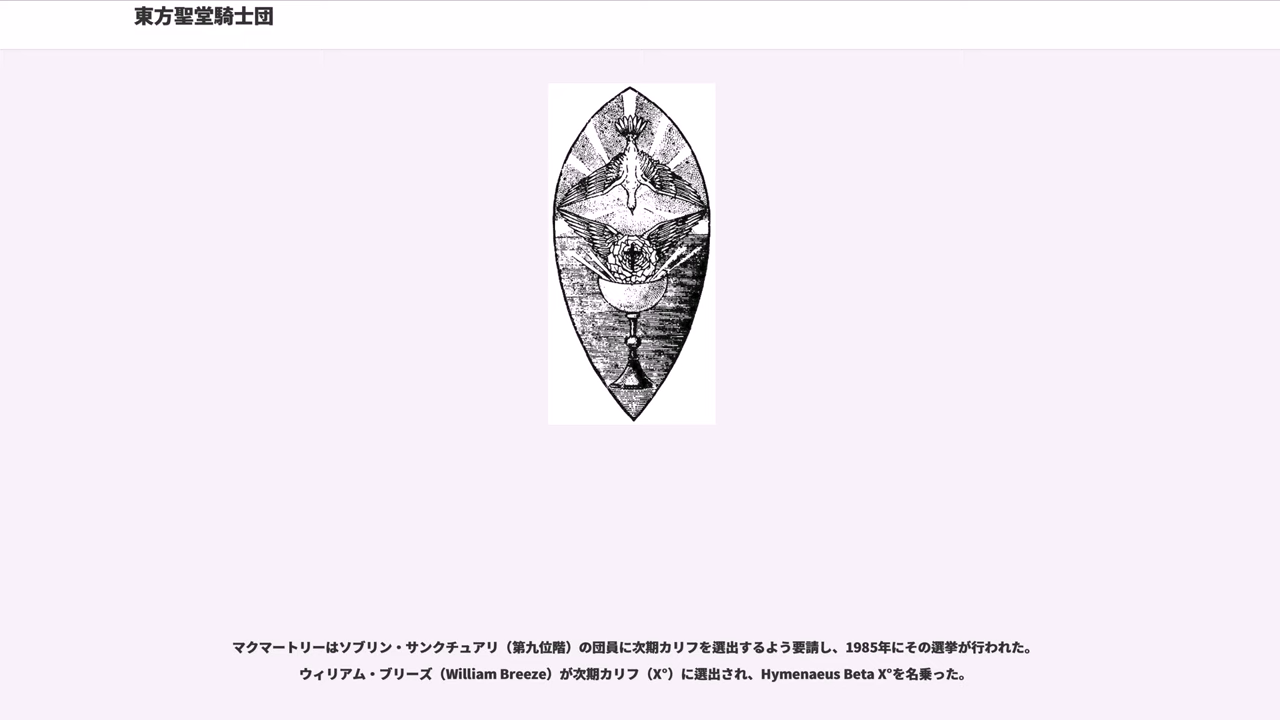 東方聖堂騎士団
マクマートリーはソブリン・サンクチュアリ（第九位階）の団員に次期カリフを選出するよう要請し、1985年にその選挙が行われた。
ウィリアム・ブリーズ（William Breeze）が次期カリフ（X°）に選出され、Hymenaeus Beta X°を名乗った。